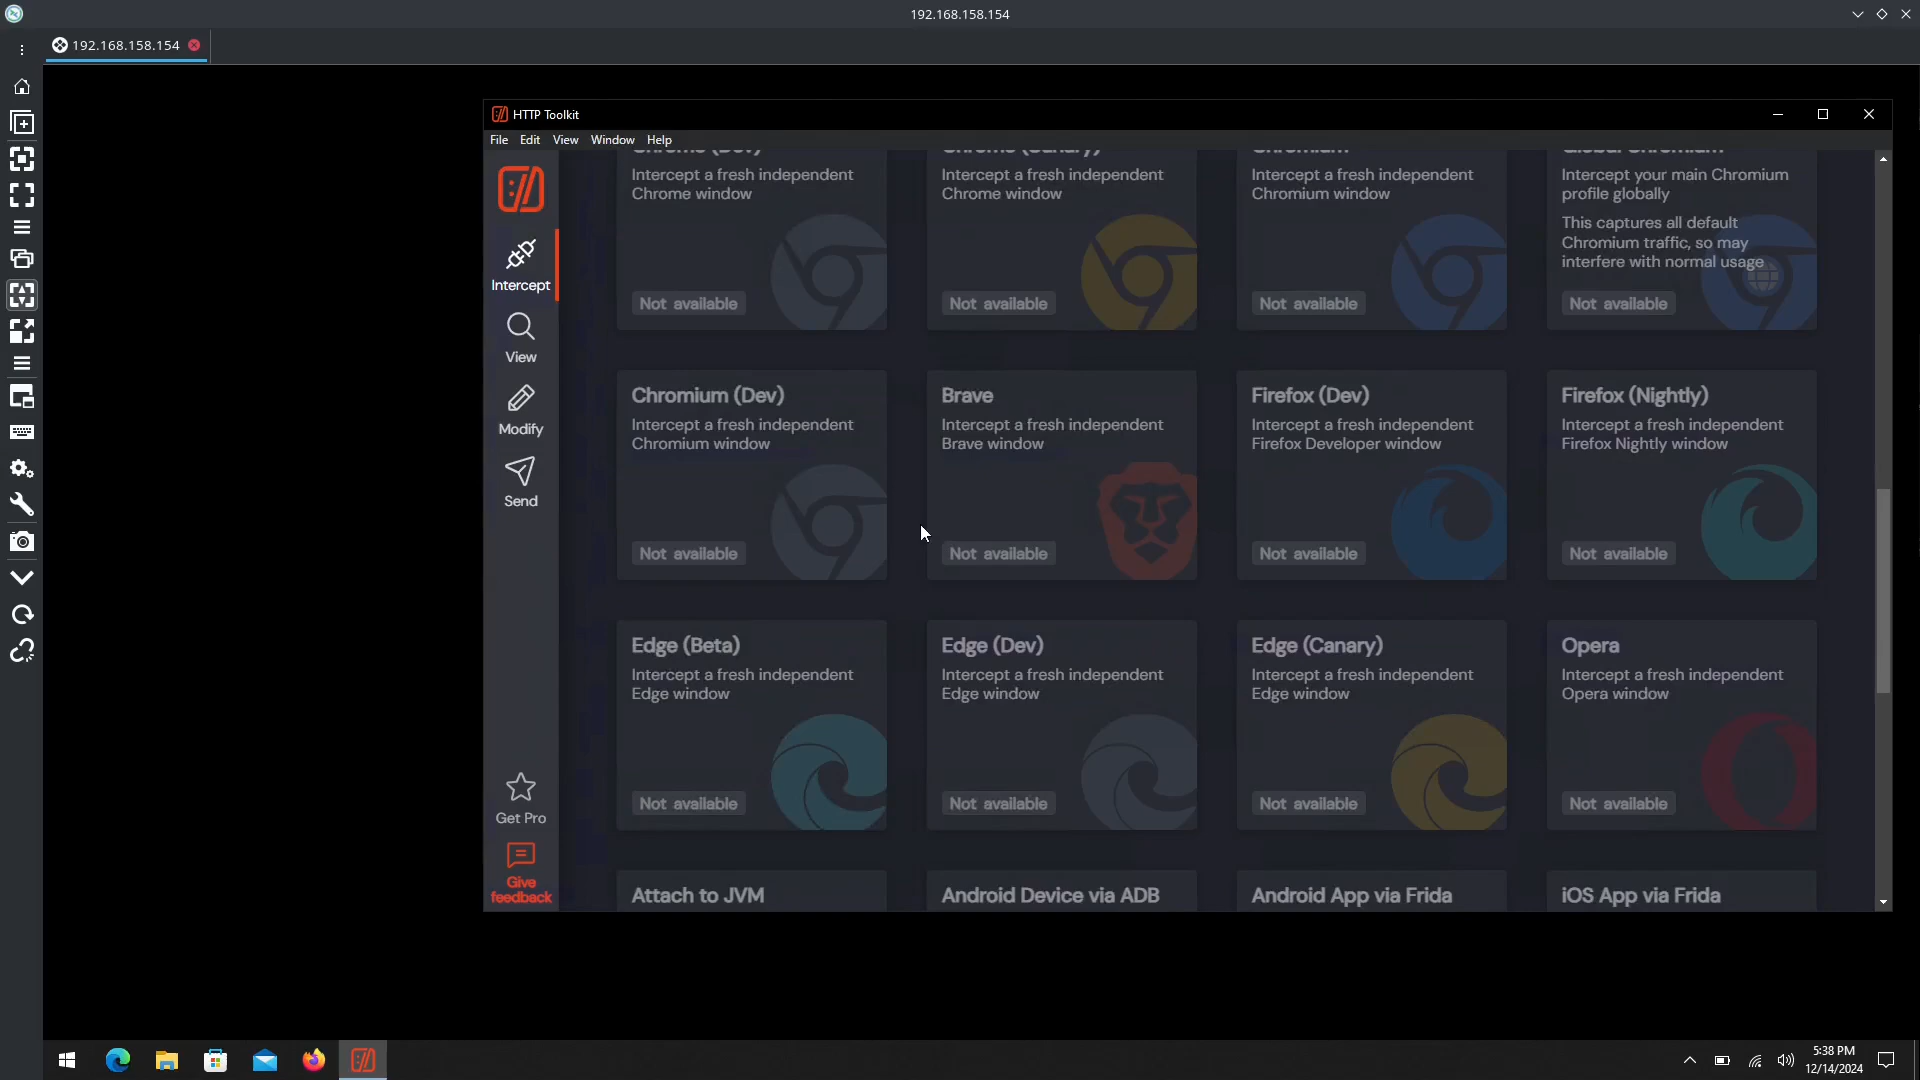 192.168.158.154
192.168.158.154
HTTP Toolkit
File Edit View Window Help
Chrome (Dev)
Intercept a fresh independent
Chrome window
Not available
Chrome (Canary)
Intercept a fresh independent
Chrome window
Not available
Chromium
Intercept a fresh independent
Chromium window
Not available
Global Chromium
Intercept your main Chromium
profile globally
This captures all default
Chromium traffic, so may
interfere with normal usage
Not available
Intercept
View
Modify
Send
Get Pro
Give
feedback
Chromium (Dev)
Intercept a fresh independent
Chromium window
Not available
Brave
Intercept a fresh independent
Brave window
Not available
Firefox (Dev)
Intercept a fresh independent
Firefox Developer window
Not available
Firefox (Nightly)
Intercept a fresh independent
Firefox Nightly window
Not available
Edge (Beta)
Intercept a fresh independent
Edge window
Not available
Edge (Dev)
Intercept a fresh independent
Edge window
Not available
Edge (Canary)
Intercept a fresh independent
Edge window
Not available
Opera
Intercept a fresh independent
Opera window
Not available
Attach to JVM
Android Device via ADB
Android App via Frida
iOS App via Frida
5:38 PM
12/14/2024